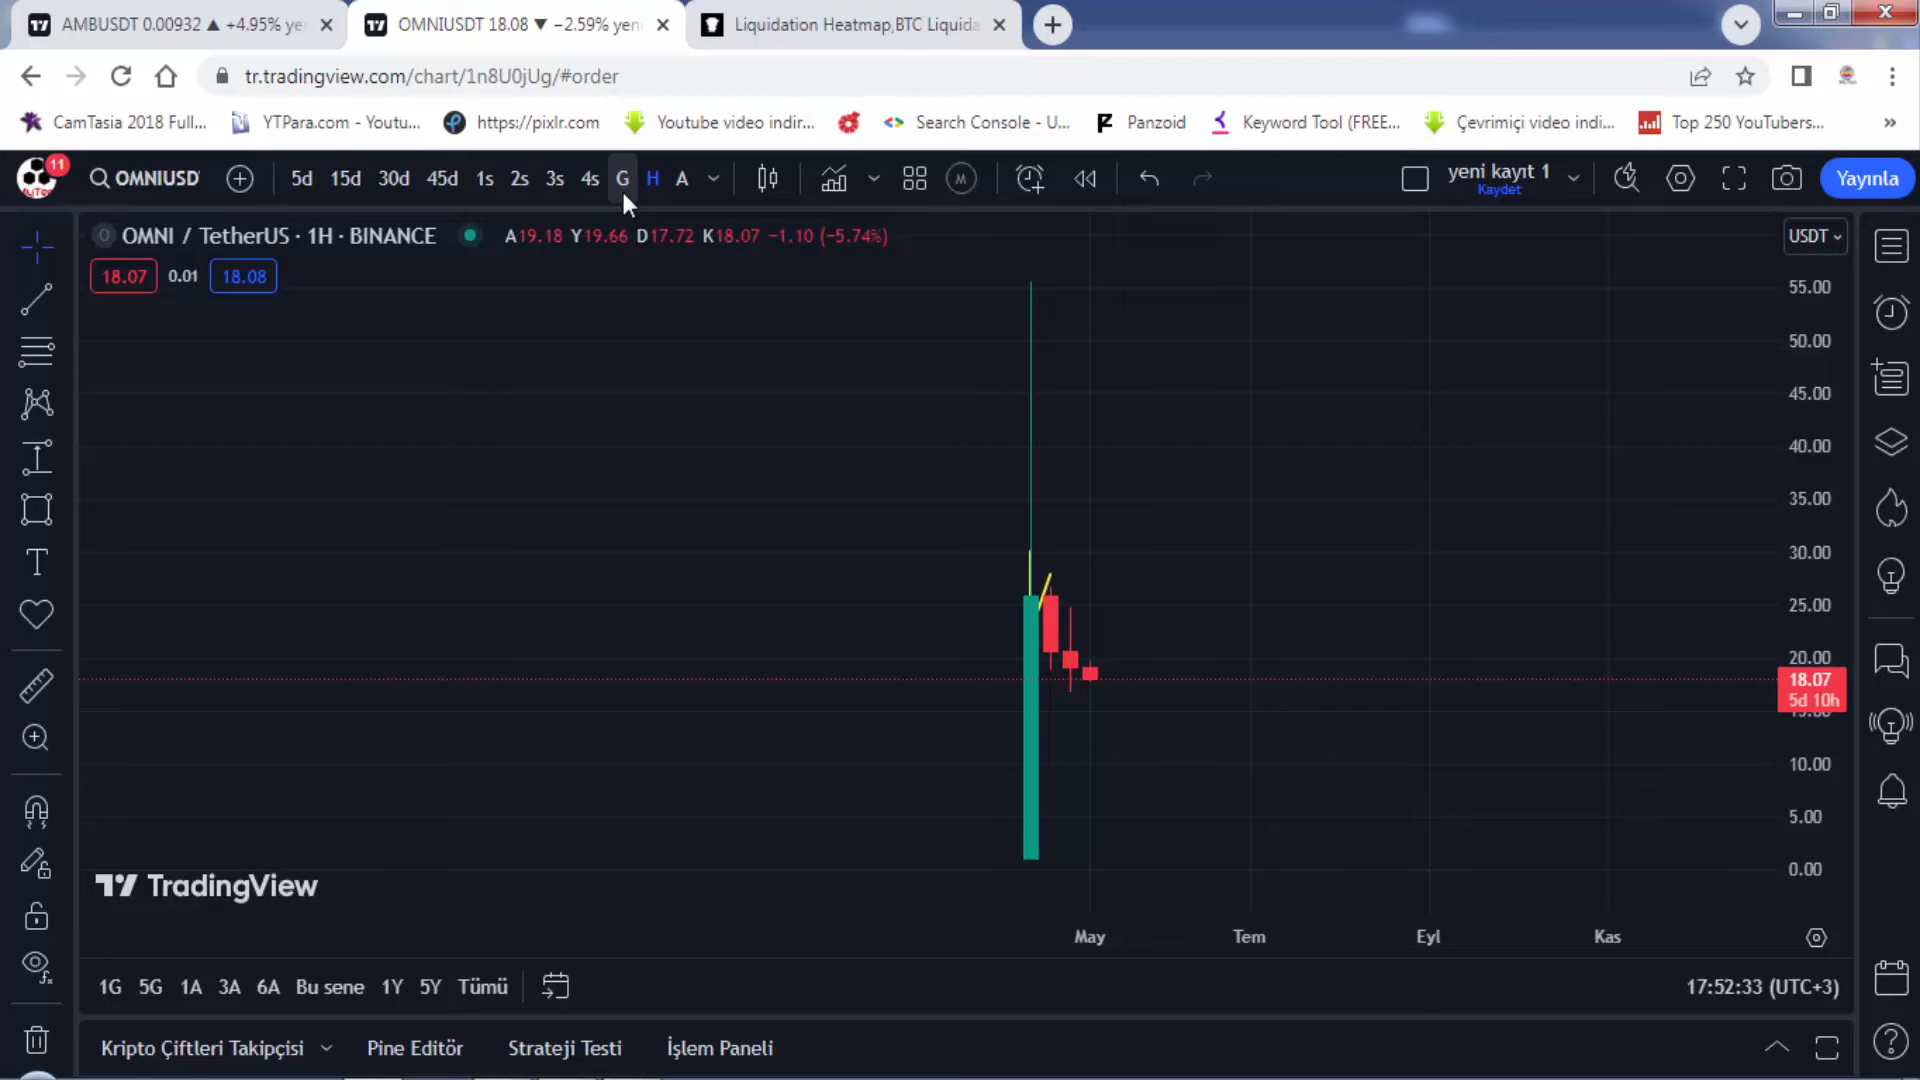 AMBUSDT 0.00932 ▲ +4.95% ye
OMNIUSDT 18.08 ▼ −2.59% yen
Liquidation Heatmap,BTC Liquida
tr.tradingview.com/chart/1n8U0jUg/#order
CamTasia 2018 Full... YTPara.com - Youtu... https://pixlr.com Youtube video indir... Search Console - U... Panzoid Keyword Tool (FREE... Çevrimiçi video indi... Top 250 YouTubers... »
11
OMNIUSD 5d 15d 30d 45d 1s 2s 3s 4s G H A M yeni kayıt 1 Yayınla
Kaydet
O OMNI / TetherUS · 1H · BINANCE A19.18 Y19.66 D17.72 K18.07 −1.10 (−5.74%) USDT
18.07 0.01 18.08
55.00
50.00
45.00
40.00
35.00
30.00
25.00
20.00
18.07
5d 10h
15.00
10.00
5.00
0.00
TradingView
May Tem Eyl Kas
1G 5G 1A 3A 6A Bu sene 1Y 5Y Tümü 17:52:33 (UTC+3)
Kripto Çiftleri Takipçisi Pine Editör Strateji Testi İşlem Paneli